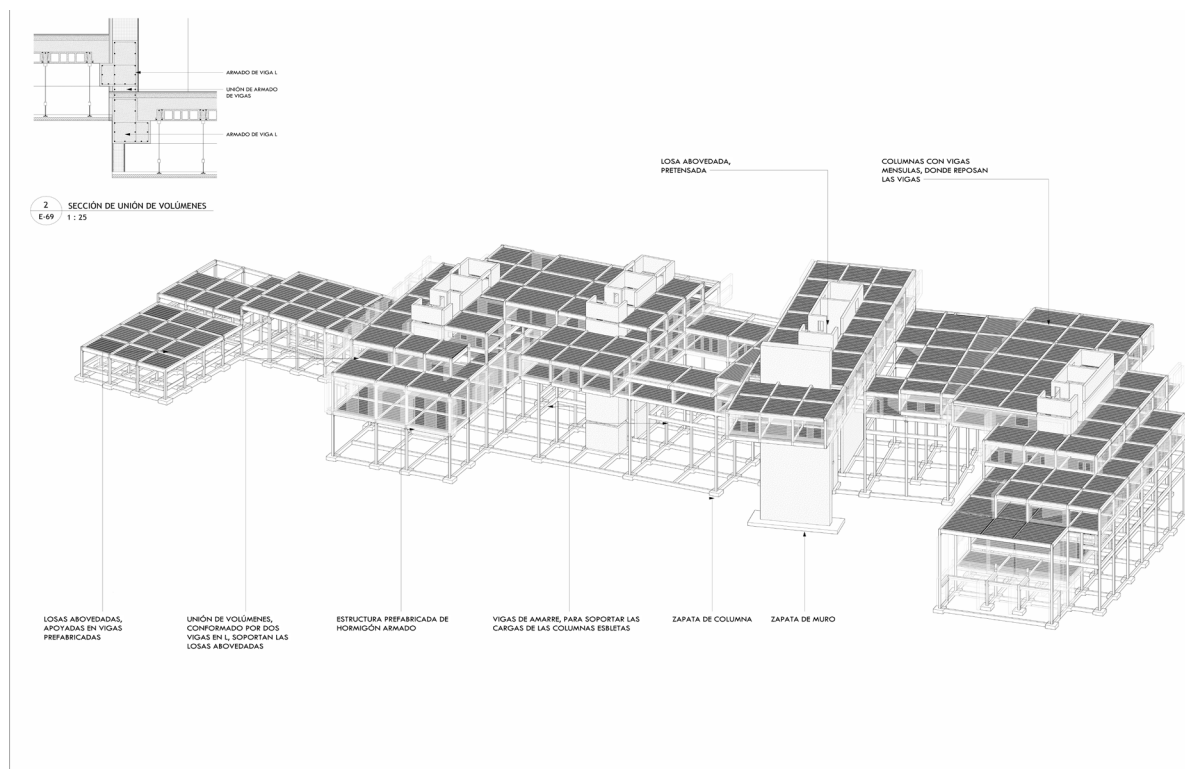 ARMADO DE VIGA L
UNIÓN DE ARMADO
DE VIGAS
ARMADO DE VIGA L
2
SECCIÓN DE UNIÓN DE VOLÚMENES
E-69
1 : 25
LOSA ABOVEDADA,
PRETENSADA
COLUMNAS CON VIGAS
MENSULAS, DONDE REPOSAN
LAS VIGAS
LOSAS ABOVEDADAS,
APOYADAS EN VIGAS
PREFABRICADAS
UNIÓN DE VOLÚMENES,
CONFORMADO POR DOS
VIGAS EN L, SOPORTAN LAS
LOSAS ABOVEDADAS
ESTRUCTURA PREFABRICADA DE
HORMIGÓN ARMADO
VIGAS DE AMARRE, PARA SOPORTAR LAS
CARGAS DE LAS COLUMNAS ESBLETAS
ZAPATA DE COLUMNA
ZAPATA DE MURO